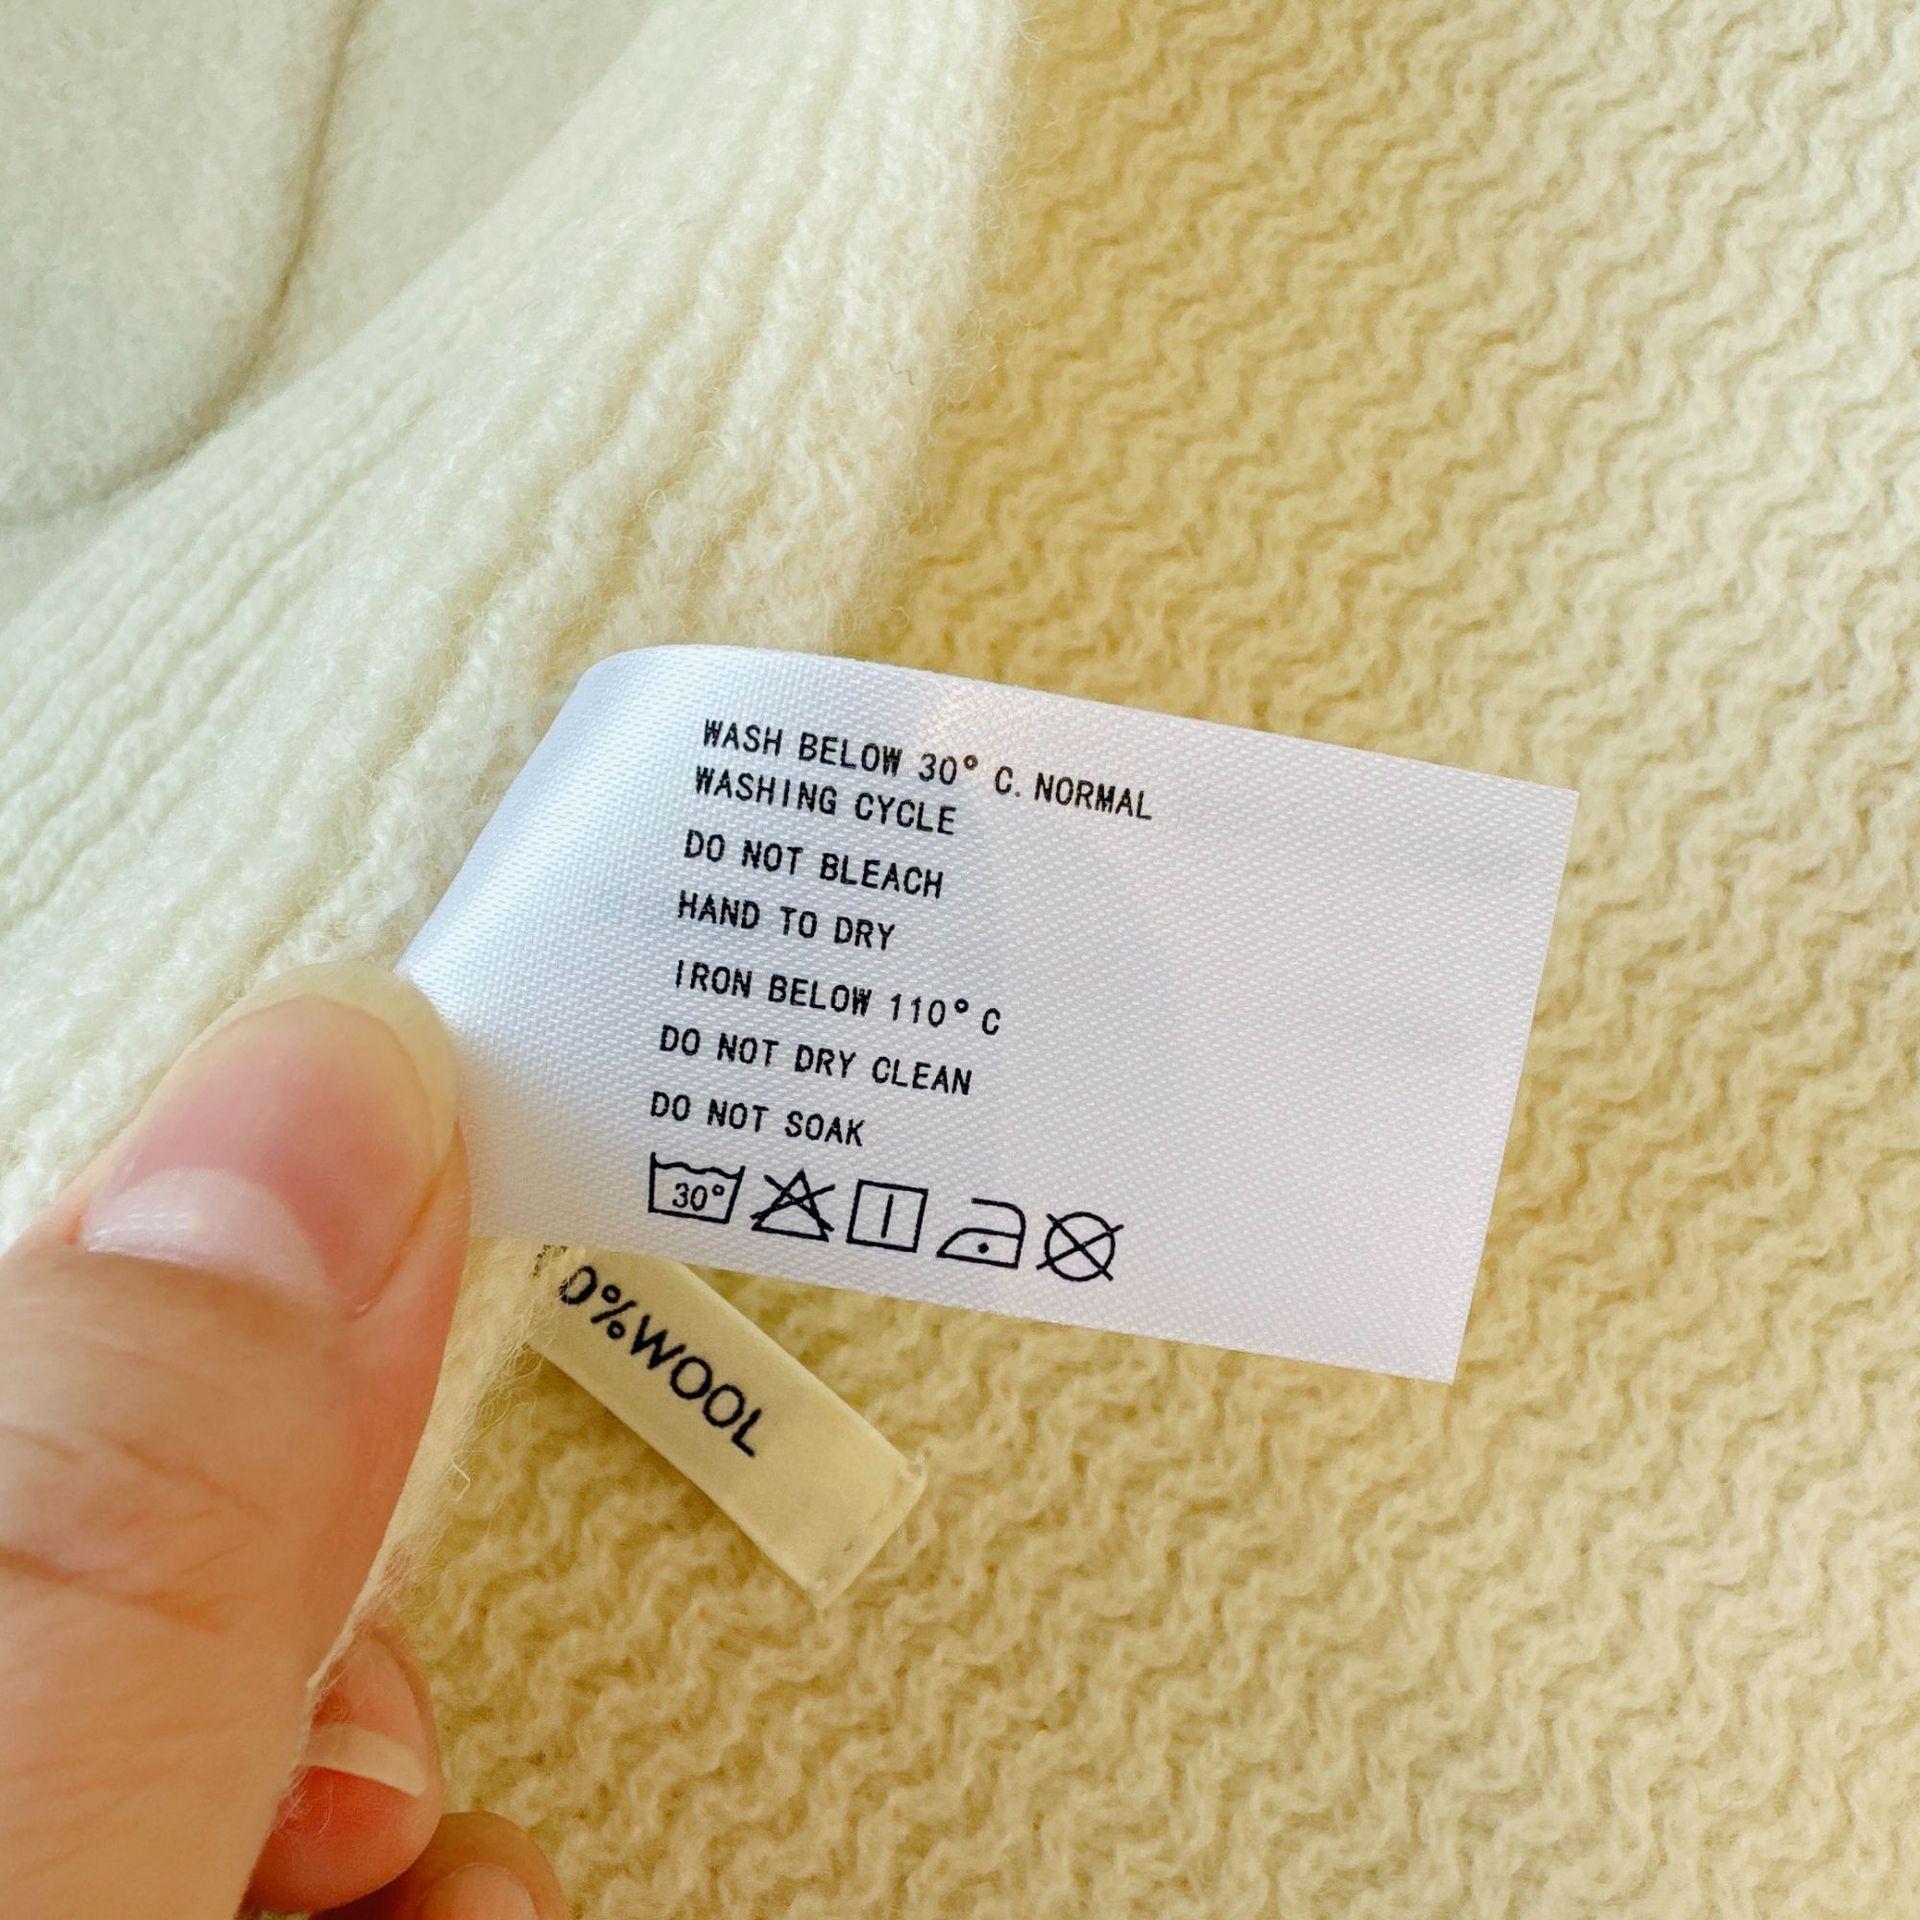 WASH BELOW 30° C. NORMAL
WASHING CYCLE
DO NOT BLEACH
HAND TO DRY
IRON BELOW 110° C
DO NOT DRY CLEAN
DO NOT SOAK
30°
0%WOOL